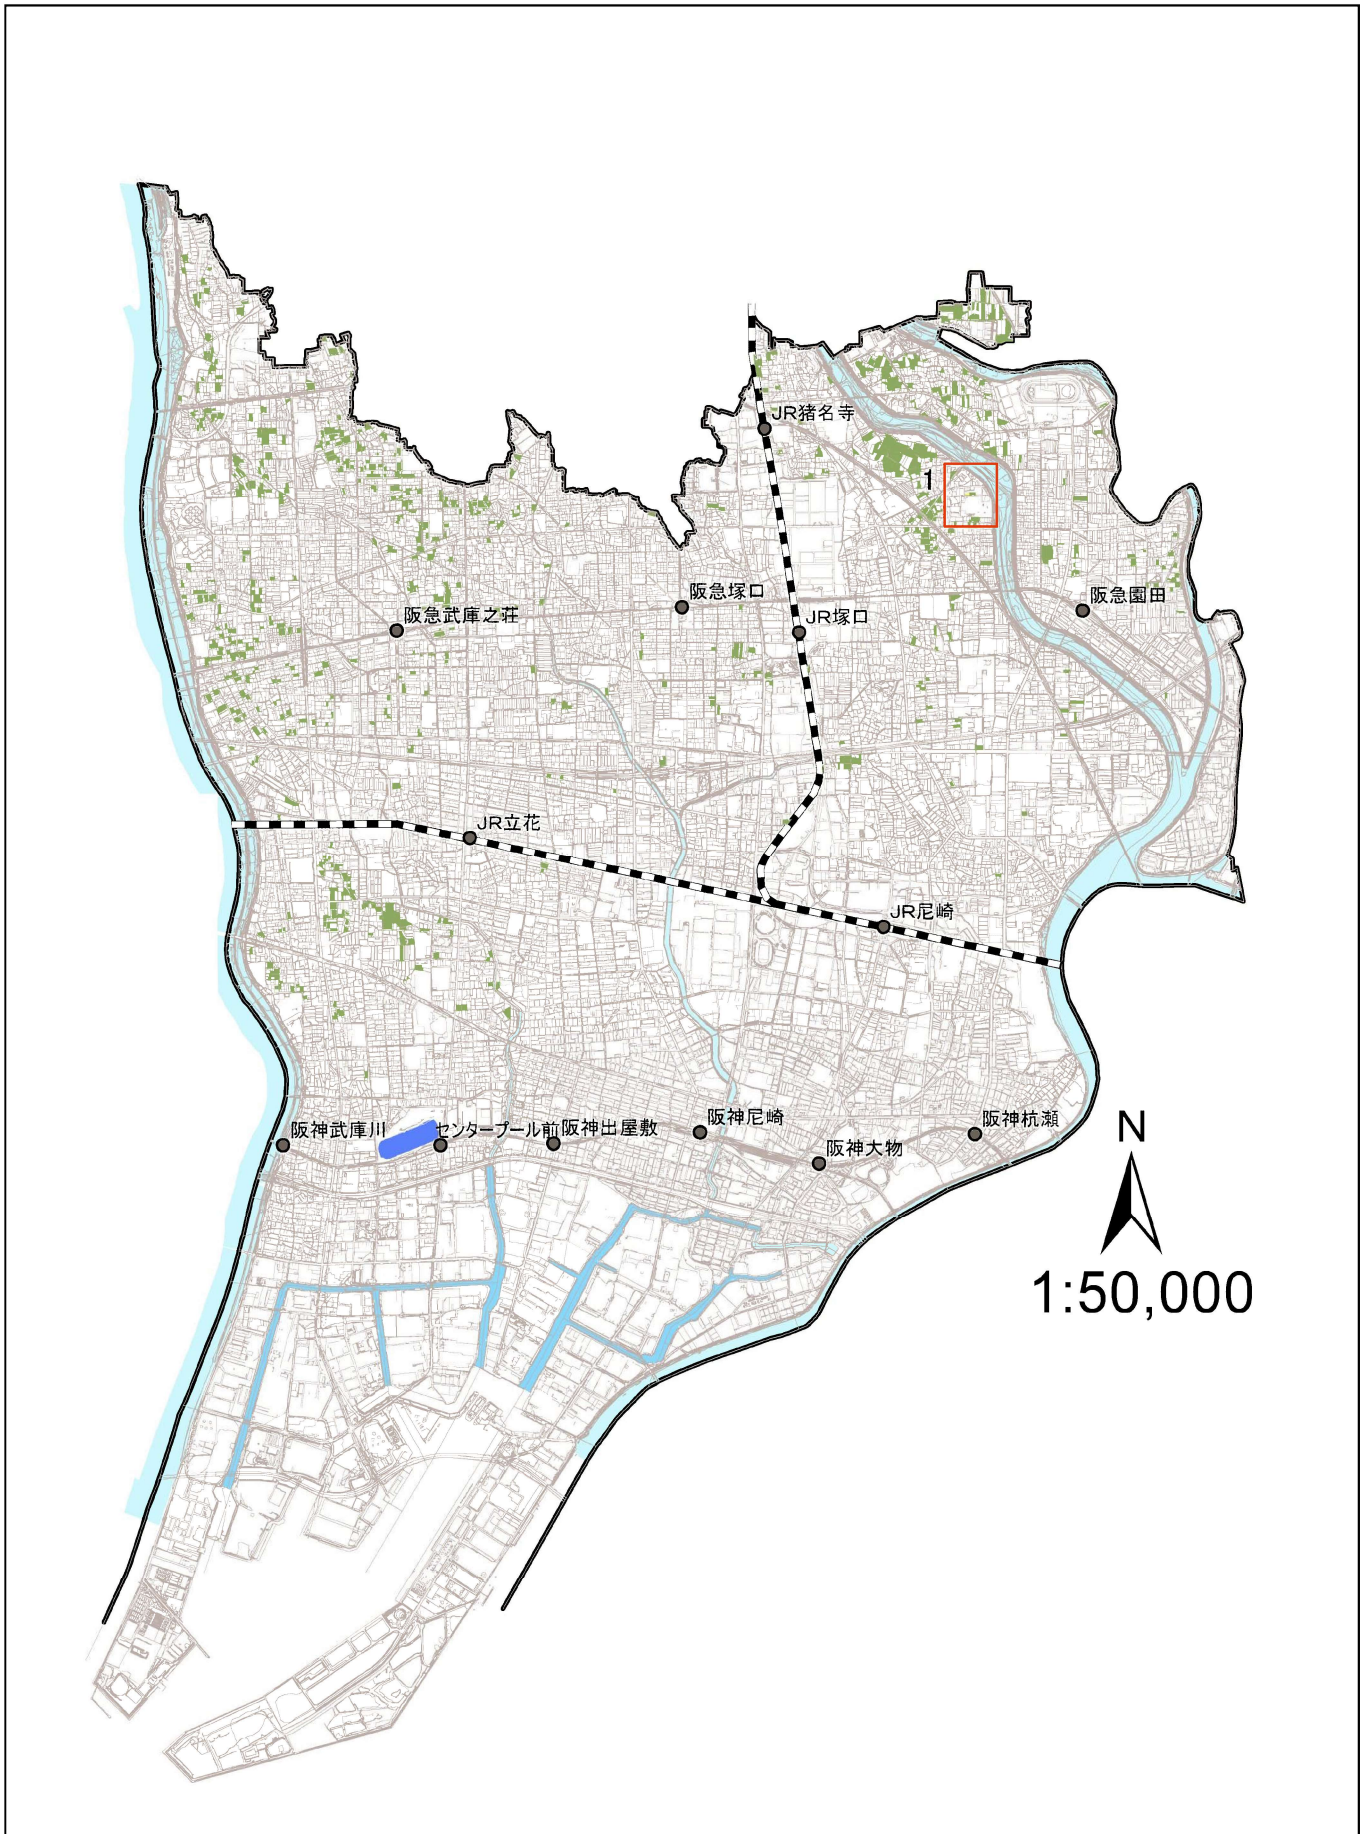 JR猪名寺
1
阪急塚口
阪急園田
阪急武庫之荘
JR塚口
JR立花
JR尼崎
阪神武庫川
センタープール前
阪神出屋敷
阪神尼崎
阪神大物
阪神杭瀬
N
1:50,000